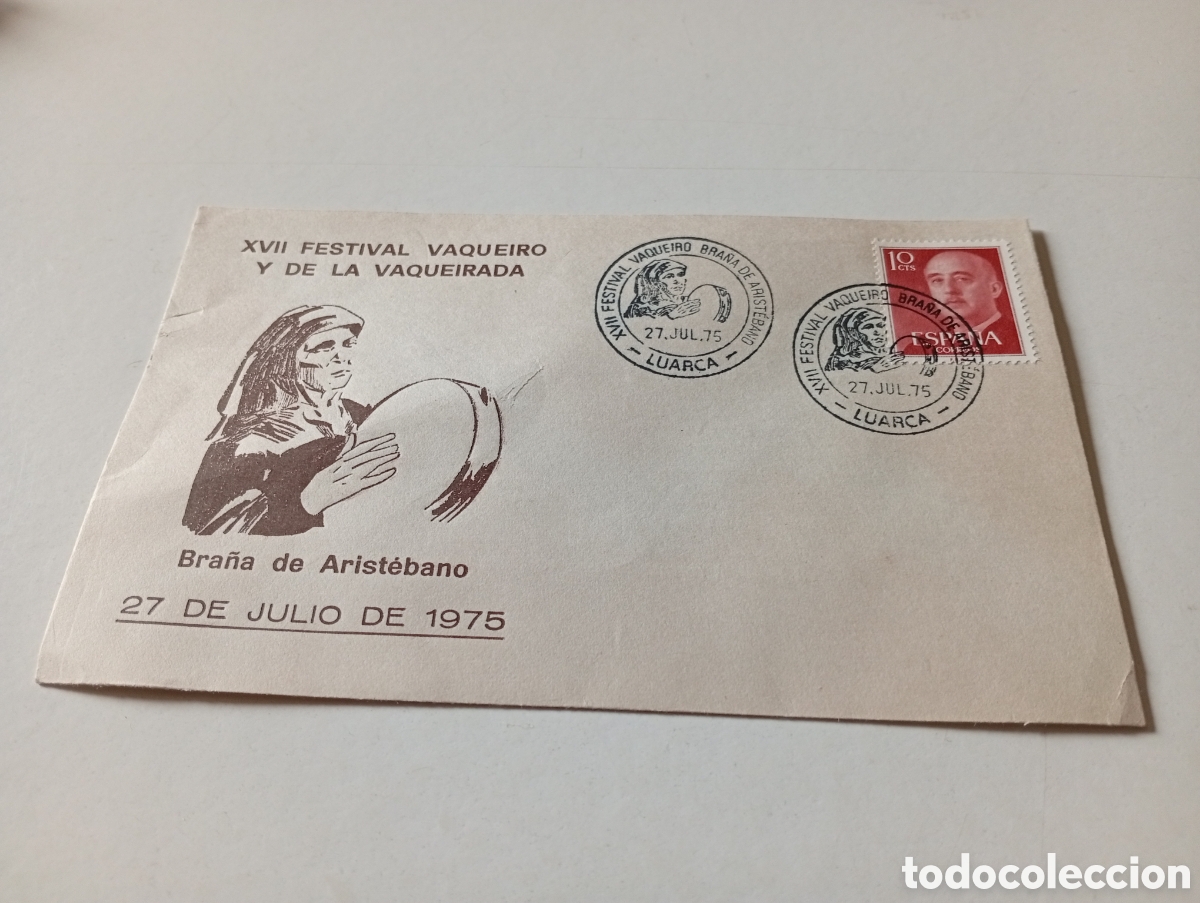 XVII FESTIVAL VAQUEIRO
Y DE LA VAQUEIRADA
Braña de Aristébano
27 DE JULIO DE 1975
XVII FESTIVAL VAQUEIRO BRAÑA DE ARISTÉBANO
27.JUL.75
- LUARCA -
10
CTS
ESPAÑA
CORREOS
XVII FESTIVAL VAQUEIRO BRAÑA DE ARISTÉBANO
27.JUL.75
- LUARCA -
todocoleccion